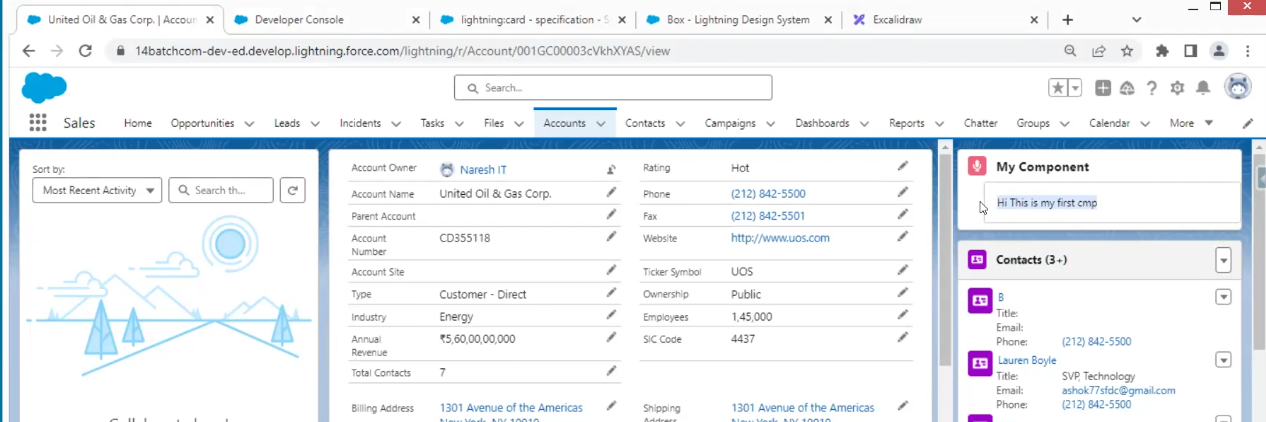 United Oil & Gas Corp. | Accoun
Developer Console
lightning:card - specification - S
Box - Lightning Design System
Excalidraw
14batchcom-dev-ed.develop.lightning.force.com/lightning/r/Account/001GC00003cVkhXYAS/view
Search...
Sales Home Opportunities Leads Incidents Tasks Files Accounts Contacts Campaigns Dashboards Reports Chatter Groups Calendar More
Sort by:
Most Recent Activity
Search th...
Account Owner Naresh IT
Account Name United Oil & Gas Corp.
Parent Account
Account Number CD355118
Account Site
Type Customer - Direct
Industry Energy
Annual Revenue ₹5,60,00,00,000
Total Contacts 7
Billing Address 1301 Avenue of the Americas
New York, NY 10019
Rating Hot
Phone (212) 842-5500
Fax (212) 842-5501
Website http://www.uos.com
Ticker Symbol UOS
Ownership Public
Employees 1,45,000
SIC Code 4437
Shipping Address 1301 Avenue of the Americas
New York, NY 10019
My Component
Hi This is my first cmp
Contacts (3+)
B
Title:
Email:
Phone: (212) 842-5500
Lauren Boyle
Title: SVP, Technology
Email: ashok77sfdc@gmail.com
Phone: (212) 842-5500